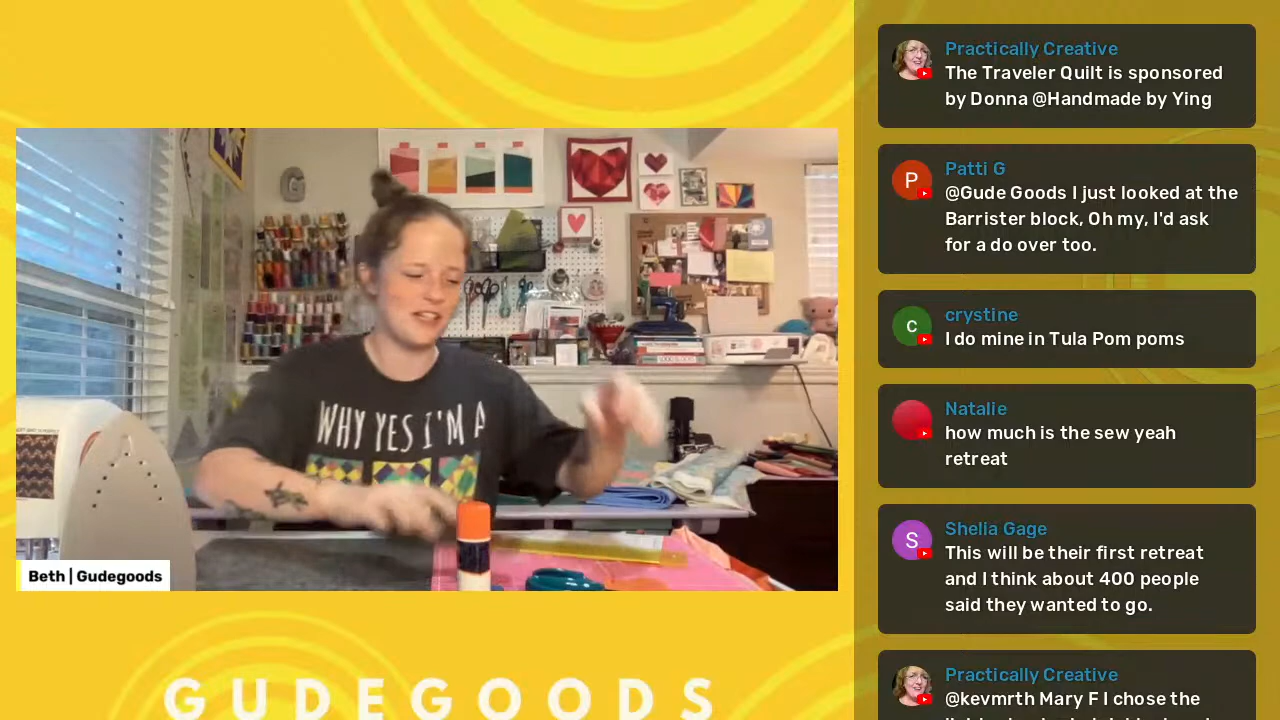 Practically Creative
The Traveler Quilt is sponsored
by Donna @Handmade by Ying
Patti G
P
@Gude Goods I just looked at the
Barrister block, Oh my, I'd ask
for a do over too.
crystine
c
I do mine in Tula Pom poms
Natalie
how much is the sew yeah
retreat
Shelia Gage
S
This will be their first retreat
and I think about 400 people
said they wanted to go.
Practically Creative
@kevmrth Mary F I chose the
WHY YES I'M A
Beth | Gudegoods
GUDEGOODS